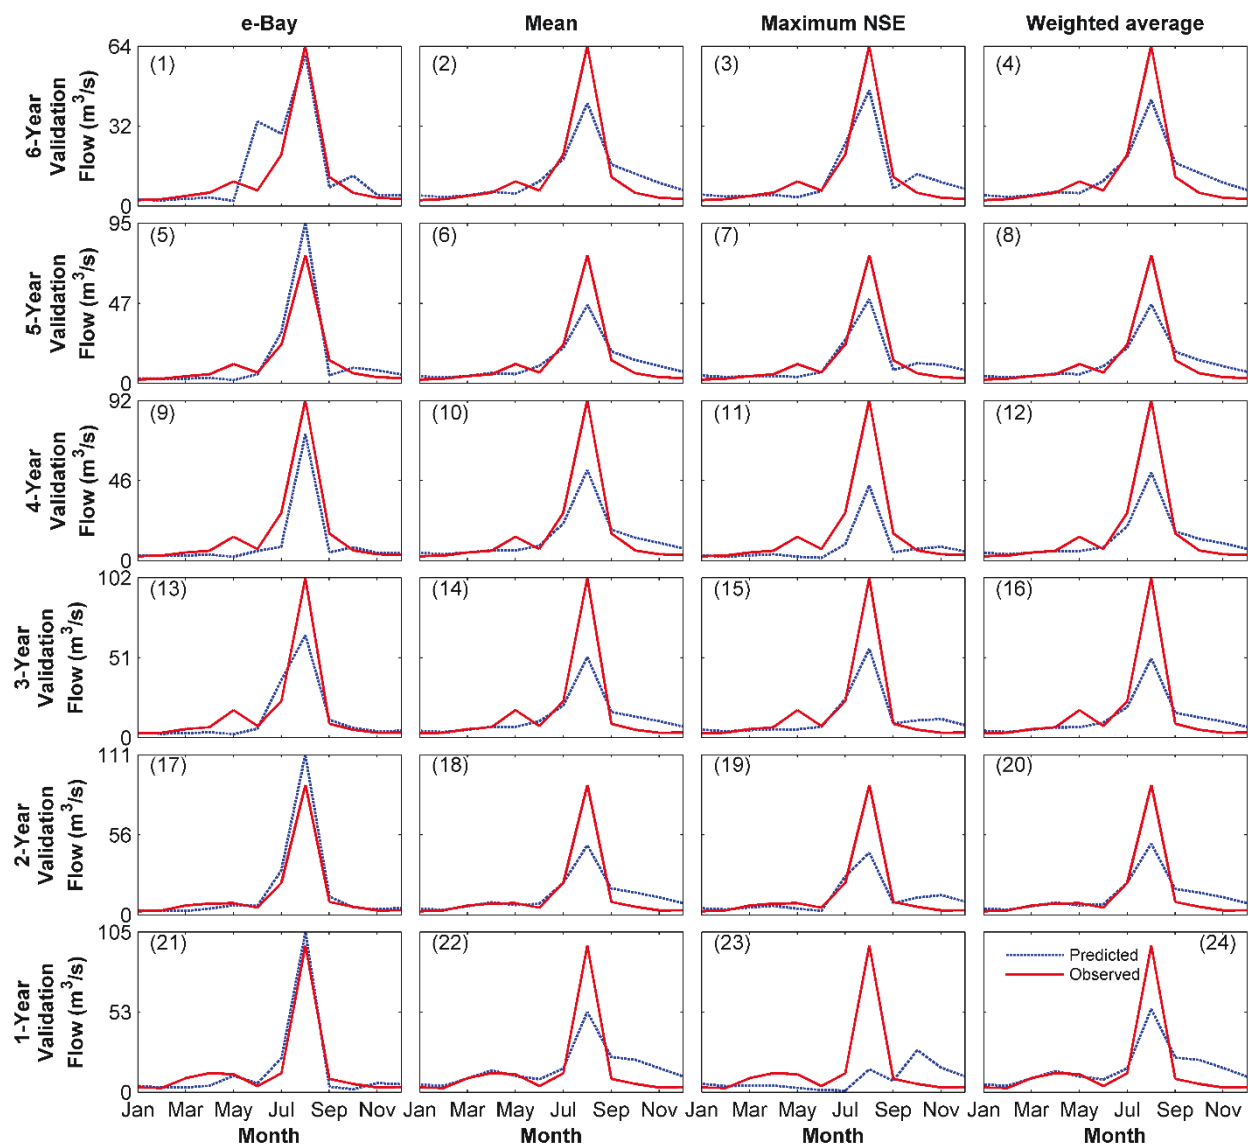 e-Bay Mean Maximum NSE Weighted average
6-Year
Validation
Flow (m³/s)
64
32
0
(1) (2) (3) (4)
5-Year
Validation
Flow (m³/s)
95
47
0
(5) (6) (7) (8)
4-Year
Validation
Flow (m³/s)
92
46
0
(9) (10) (11) (12)
3-Year
Validation
Flow (m³/s)
102
51
0
(13) (14) (15) (16)
2-Year
Validation
Flow (m³/s)
111
56
0
(17) (18) (19) (20)
1-Year
Validation
Flow (m³/s)
105
53
0
(21) (22) (23) (24)
Predicted
Observed
Jan Mar May Jul Sep Nov Jan Mar May Jul Sep Nov Jan Mar May Jul Sep Nov Jan Mar May Jul Sep Nov
Month Month Month Month